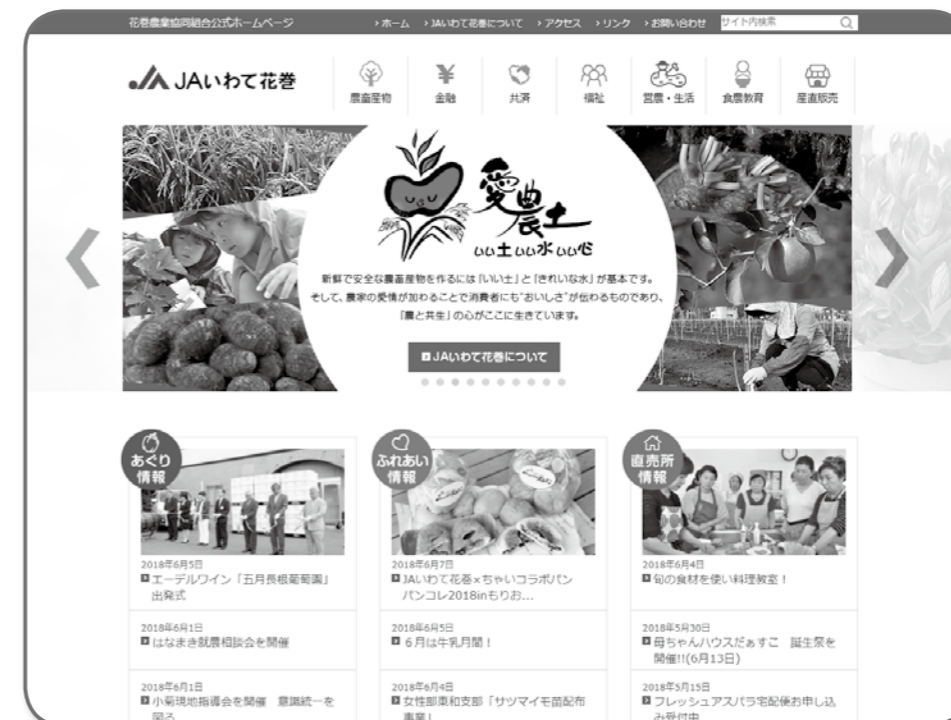 花巻農業協同組合公式ホームページ
›ホーム ›JAいわて花巻について ›アクセス ›リンク ›お問い合わせ サイト内検索
JAいわて花巻
農畜産物 金融 共済 福祉 営農・生活 食農教育 産直販売
愛農土
いい土いい水いい心
新鮮で安全な農畜産物を作るには「いい土」と「きれいな水」が基本です。
そして、農家の愛情が加わることで消費者にも"おいしさ"が伝わるものであり、
「農と共生」の心がここに生きています。
JAいわて花巻について
あぐり
情報
2018年6月5日
エーデルワイン「五月長根葡萄園」
出発式
2018年6月1日
はなまき就農相談会を開催
2018年6月1日
小菊現地指導会を開催 意識統一を
図る
ふれあい
情報
2018年6月7日
JAいわて花巻×ちゃいコラボパン
パンコレ2018inもりお...
2018年6月5日
6月は牛乳月間!
2018年6月4日
女性部東和支部「サツマイモ苗配布
事業」
直売所
情報
2018年6月4日
旬の食材を使い料理教室!
2018年5月30日
母ちゃんハウスだぁすこ 誕生祭を
開催!!(6月13日)
2018年5月15日
フレッシュアスパラ宅配便お申し込
み受付中